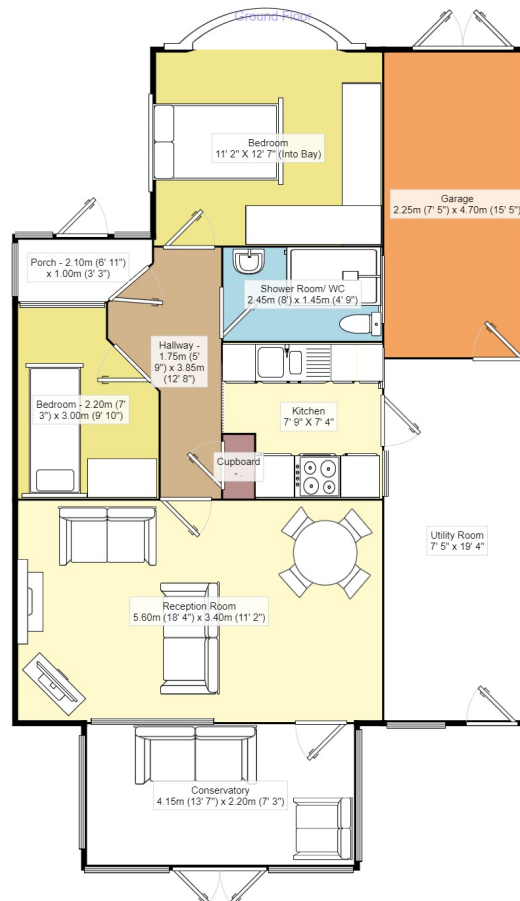 Ground Floor
Bedroom
11' 2" X 12' 7" (Into Bay)
Garage
2.25m (7' 5") x 4.70m (15' 5")
Porch - 2.10m (6' 11")
x 1.00m (3' 3")
Shower Room/ WC
2.45m (8') x 1.45m (4' 9")
Hallway -
1.75m (5'
9") x 3.85m
(12' 8")
Bedroom - 2.20m (7'
3") x 3.00m (9' 10")
Kitchen
7' 9" X 7' 4"
Cupboard
- .
Utility Room
7' 5" x 19' 4"
Reception Room
5.60m (18' 4") x 3.40m (11' 2")
Conservatory
4.15m (13' 7") x 2.20m (7' 3")